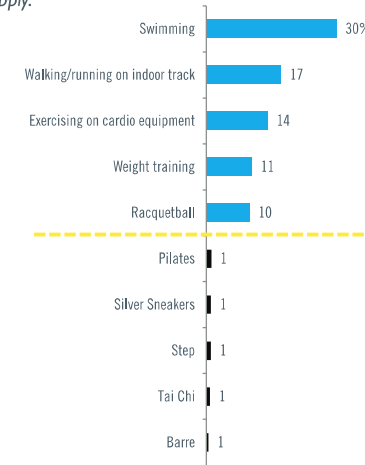 pply.
Swimming 30%
Walking/running on indoor track 17
Exercising on cardio equipment 14
Weight training 11
Racquetball 10
Pilates 1
Silver Sneakers 1
Step 1
Tai Chi 1
Barre 1